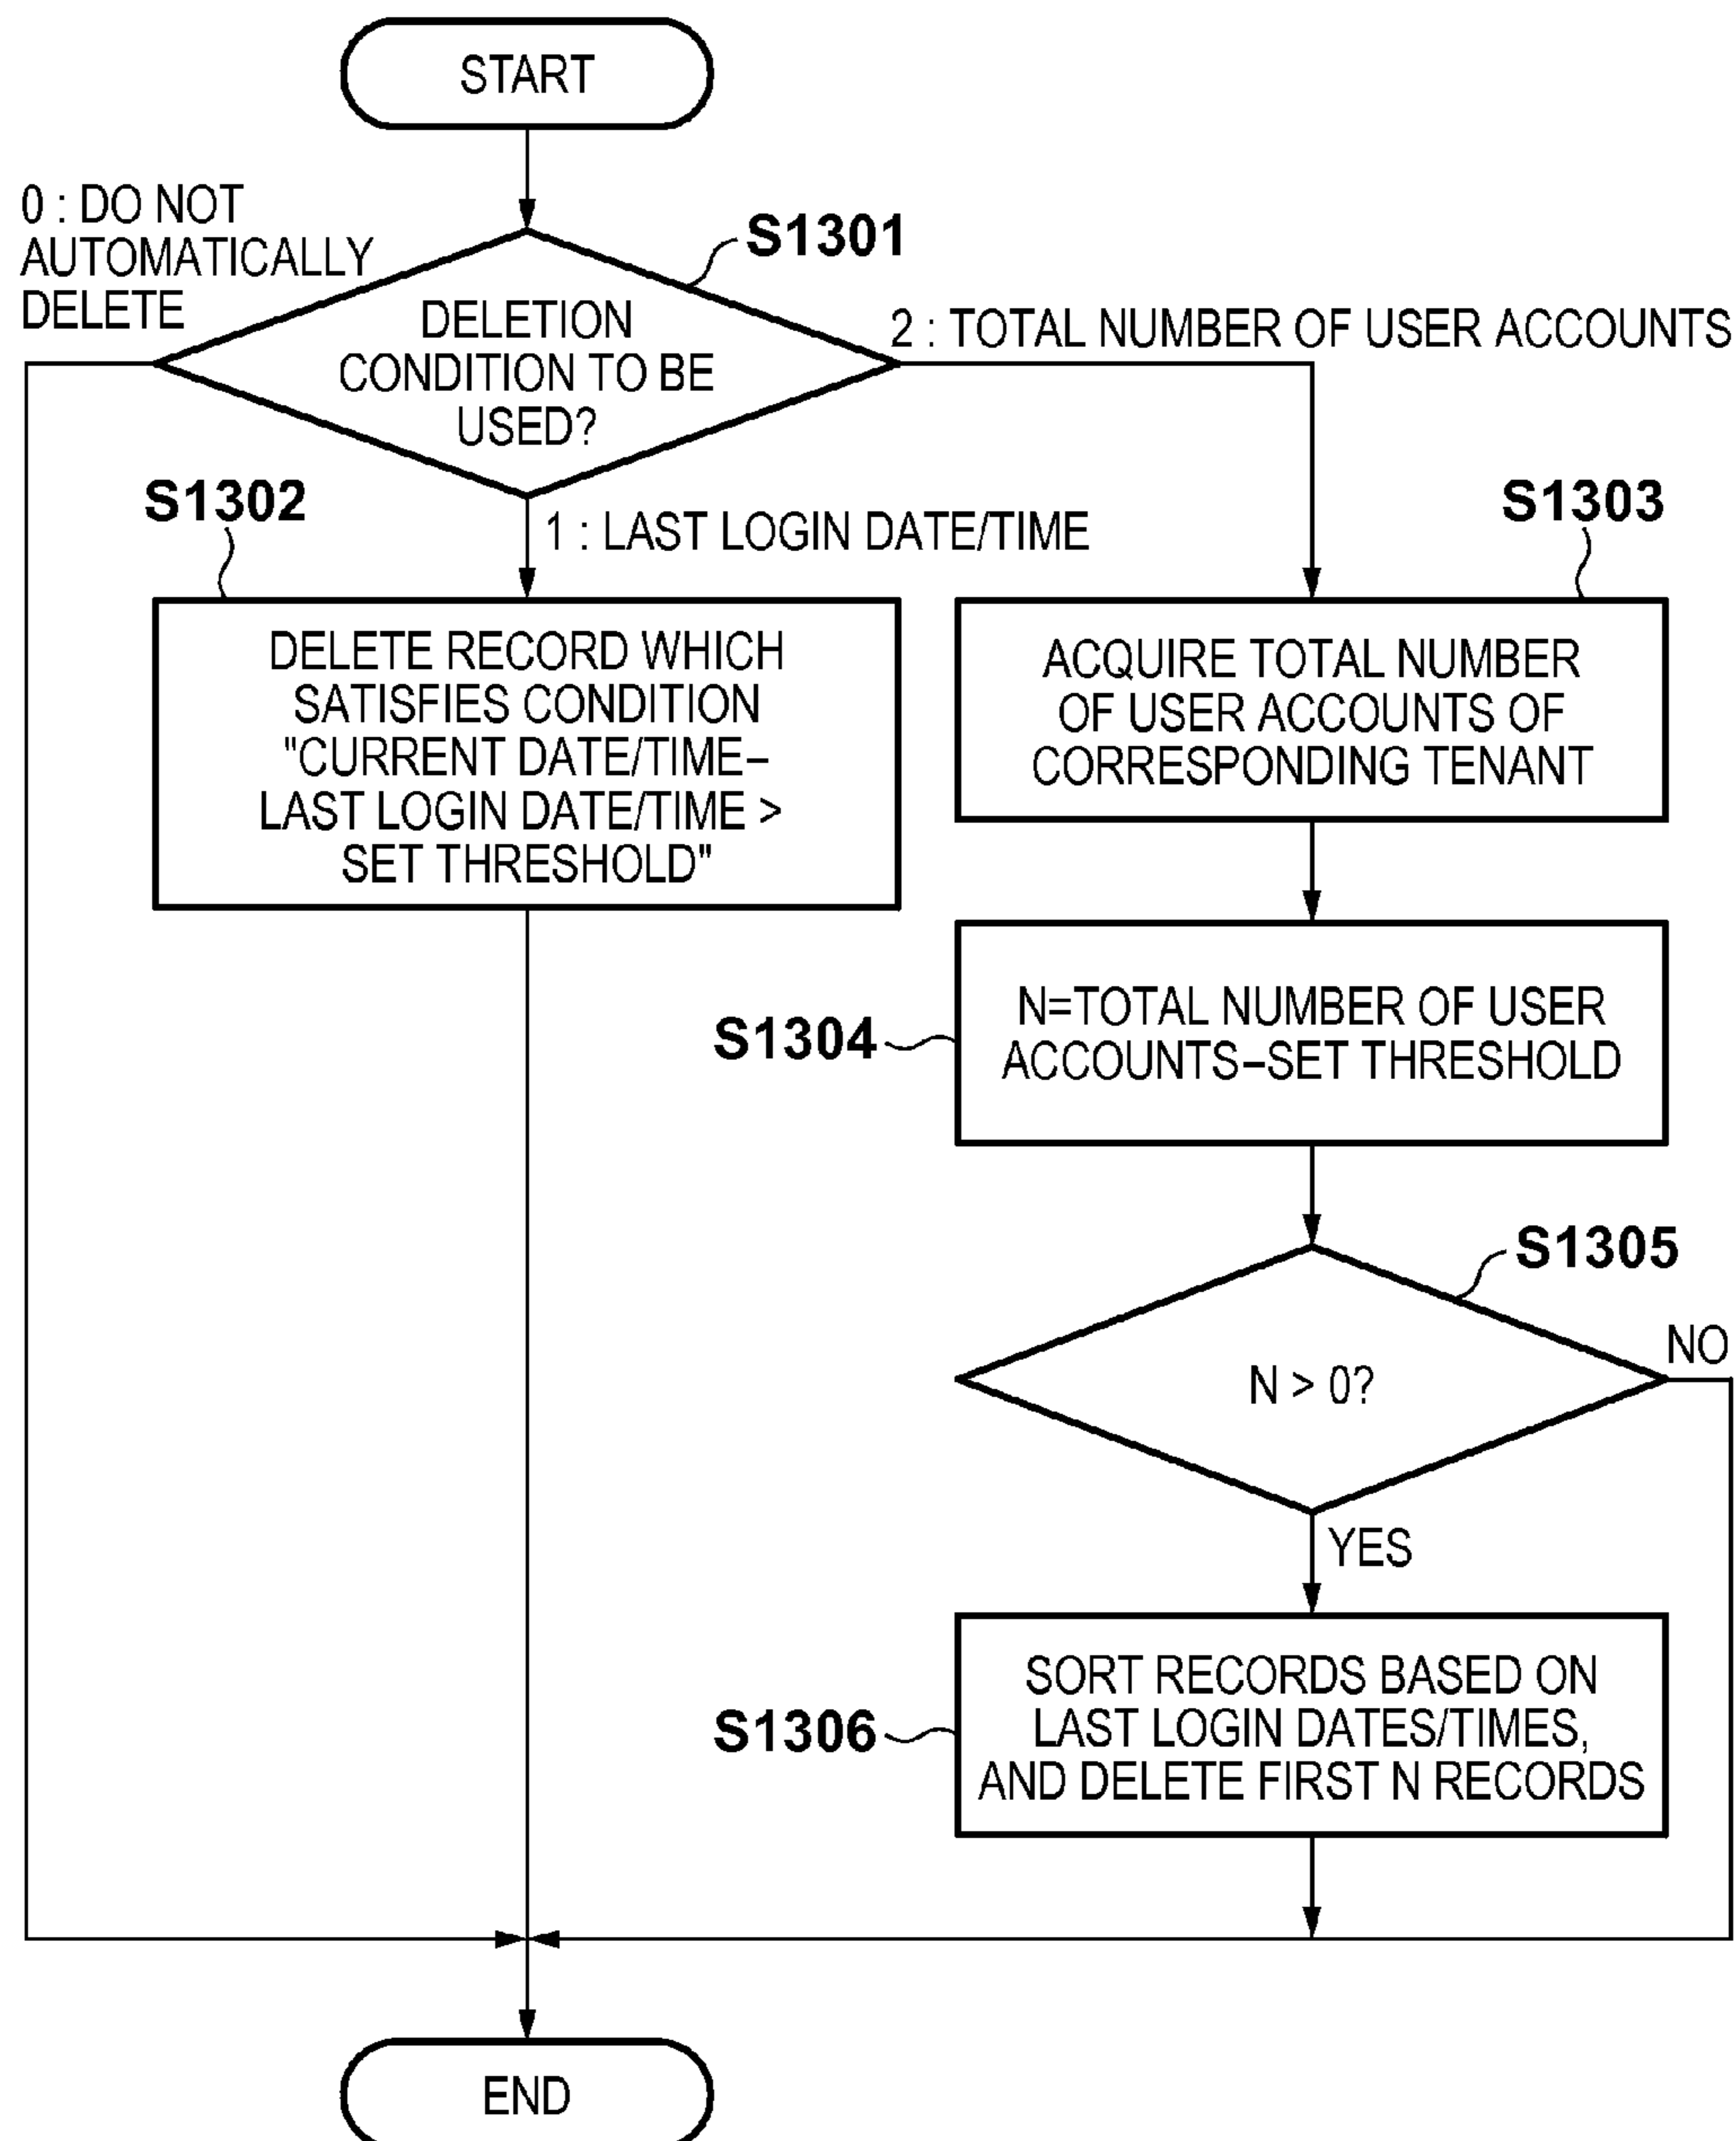 START
0 : DO NOT
AUTOMATICALLY
DELETE
S1301
DELETION
CONDITION TO BE
USED?
2 : TOTAL NUMBER OF USER ACCOUNTS
S1302
1 : LAST LOGIN DATE/TIME
S1303
DELETE RECORD WHICH
SATISFIES CONDITION
"CURRENT DATE/TIME–
LAST LOGIN DATE/TIME >
SET THRESHOLD"
ACQUIRE TOTAL NUMBER
OF USER ACCOUNTS OF
CORRESPONDING TENANT
S1304
N=TOTAL NUMBER OF USER
ACCOUNTS–SET THRESHOLD
S1305
N > 0?
NO
YES
S1306
SORT RECORDS BASED ON
LAST LOGIN DATES/TIMES,
AND DELETE FIRST N RECORDS
END